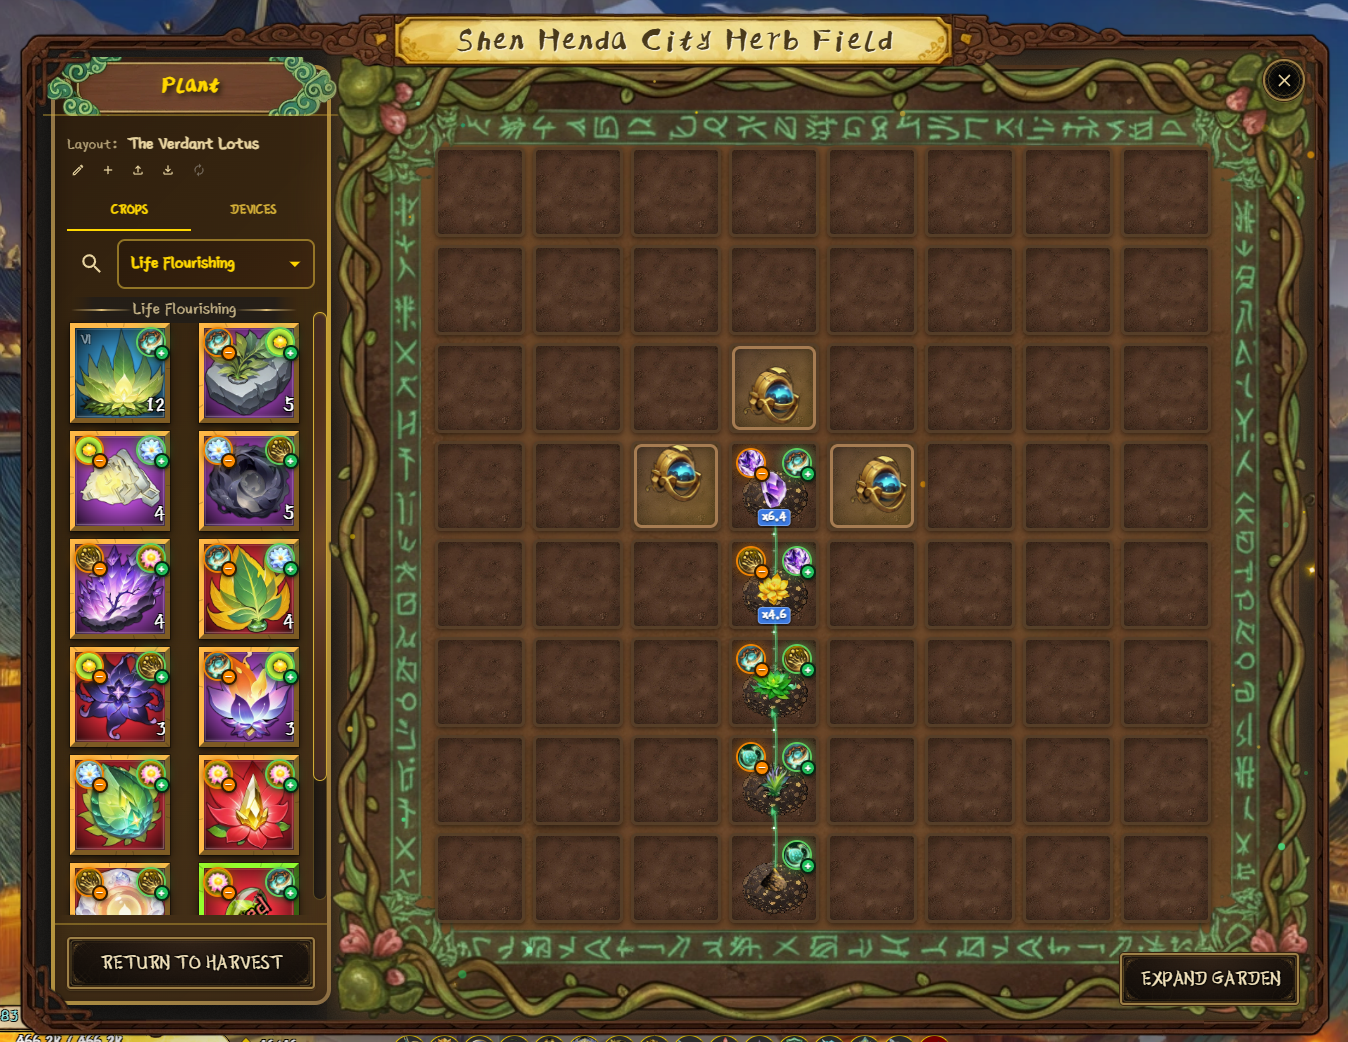 Shen Henda City Herb Field
Plant
Layout: The Verdant Lotus
CROPS DEVICES
Life Flourishing
Life Flourishing
VI
12
5
4
5
4
4
3
3
x6.4
x4.6
RETURN TO HARVEST
EXPAND GARDEN
83